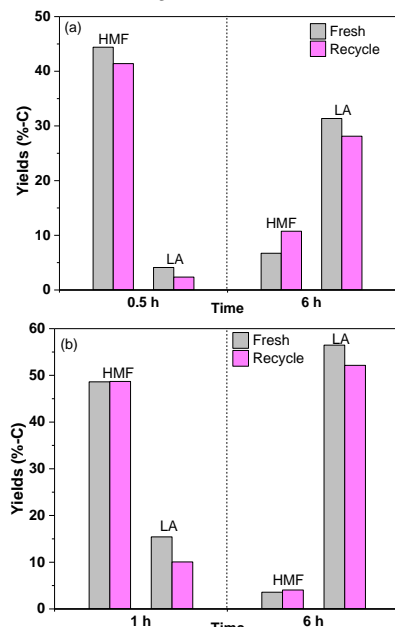 (a)
HMF
Fresh
Recycle
LA
HMF
LA
50
40
30
20
10
0
Yields (%-C)
0.5 h
Time
6 h
(b)
HMF
Fresh
Recycle
LA
LA
HMF
60
50
40
30
20
10
0
Yields (%-C)
1 h
Time
6 h